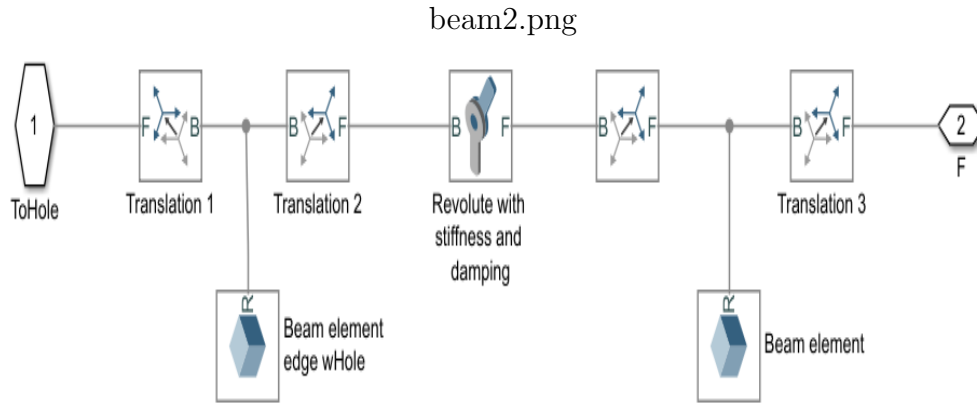 beam2.png
1
F
B
B
F
B
F
B
F
B
F
2
ToHole
Translation 1
Translation 2
Revolute with
stiffness and
damping
Translation 3
F
R
Beam element
edge wHole
R
Beam element